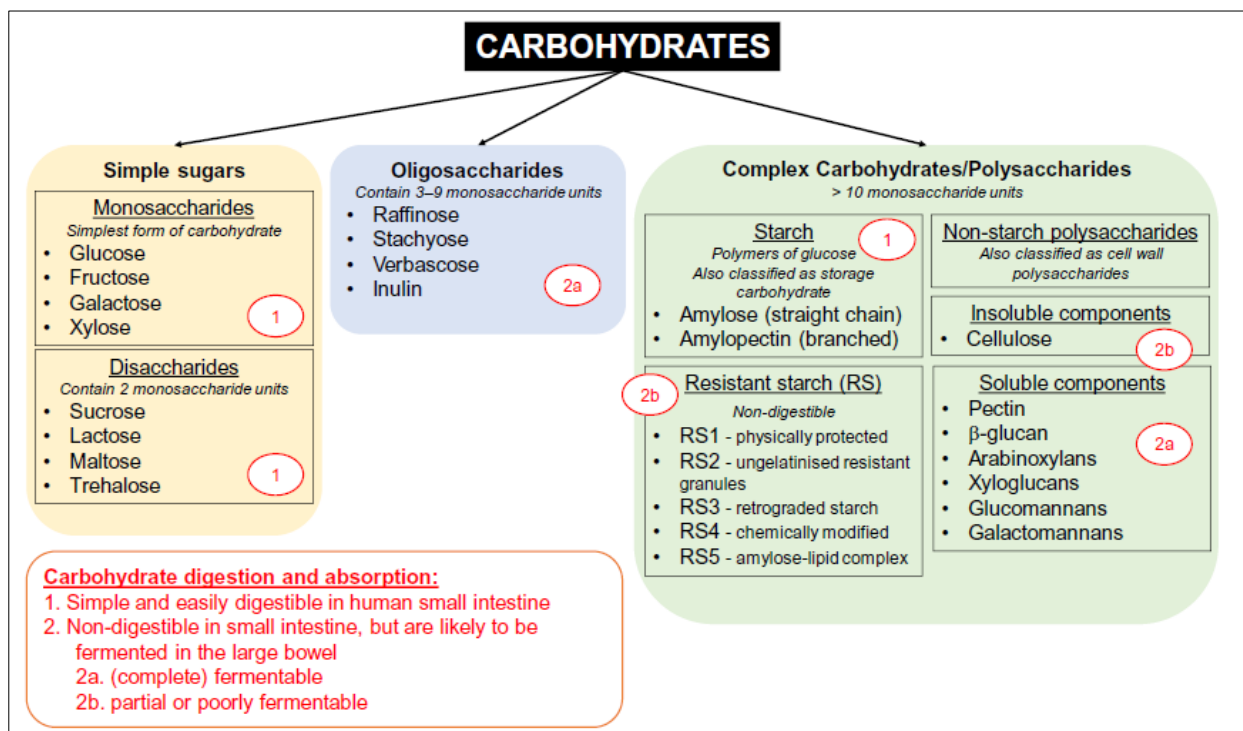 CARBOHYDRATES
Simple sugars
Monosaccharides
Simplest form of carbohydrate
• Glucose
• Fructose
• Galactose
• Xylose
1
Disaccharides
Contain 2 monosaccharide units
• Sucrose
• Lactose
• Maltose
• Trehalose
1
Oligosaccharides
Contain 3–9 monosaccharide units
• Raffinose
• Stachyose
• Verbascose
• Inulin
2a
Complex Carbohydrates/Polysaccharides
> 10 monosaccharide units
Starch
1
Polymers of glucose
Also classified as storage
carbohydrate
• Amylose (straight chain)
• Amylopectin (branched)
Resistant starch (RS)
2b
Non-digestible
• RS1 - physically protected
• RS2 - ungelatinised resistant
granules
• RS3 - retrograded starch
• RS4 - chemically modified
• RS5 - amylose-lipid complex
Non-starch polysaccharides
Also classified as cell wall
polysaccharides
Insoluble components
• Cellulose
2b
Soluble components
• Pectin
• β-glucan
• Arabinoxylans
• Xyloglucans
• Glucomannans
• Galactomannans
2a
Carbohydrate digestion and absorption:
1. Simple and easily digestible in human small intestine
2. Non-digestible in small intestine, but are likely to be
fermented in the large bowel
2a. (complete) fermentable
2b. partial or poorly fermentable